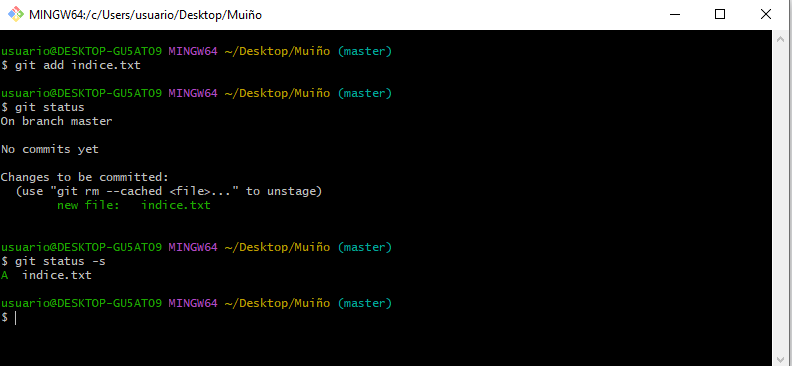 MINGW64:/c/Users/usuario/Desktop/Muiño
usuario@DESKTOP-GU5AT09 MINGW64 ~/Desktop/Muiño (master)
$ git add indice.txt
usuario@DESKTOP-GU5AT09 MINGW64 ~/Desktop/Muiño (master)
$ git status
On branch master
No commits yet
Changes to be committed:
  (use "git rm --cached <file>..." to unstage)
        new file:   indice.txt
usuario@DESKTOP-GU5AT09 MINGW64 ~/Desktop/Muiño (master)
$ git status -s
A  indice.txt
usuario@DESKTOP-GU5AT09 MINGW64 ~/Desktop/Muiño (master)
$